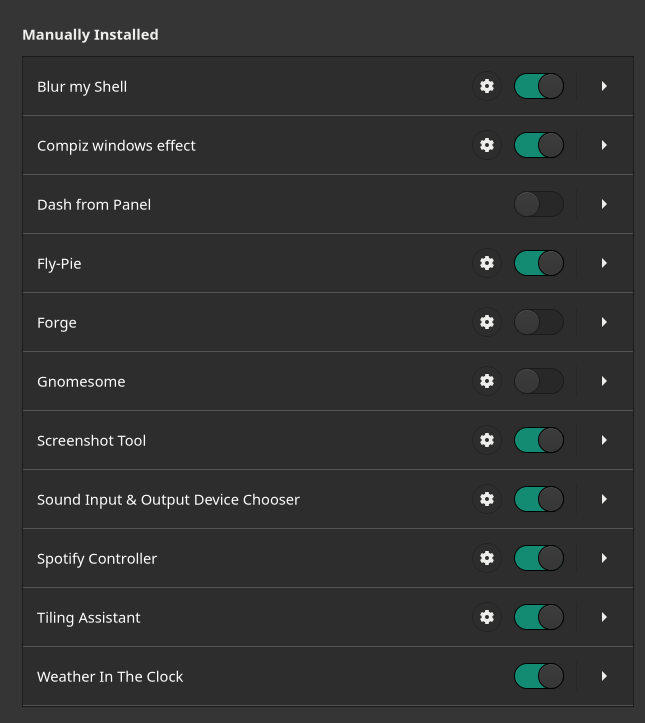 Manually Installed
Blur my Shell
Compiz windows effect
Dash from Panel
Fly-Pie
Forge
Gnomesome
Screenshot Tool
Sound Input & Output Device Chooser
Spotify Controller
Tiling Assistant
Weather In The Clock